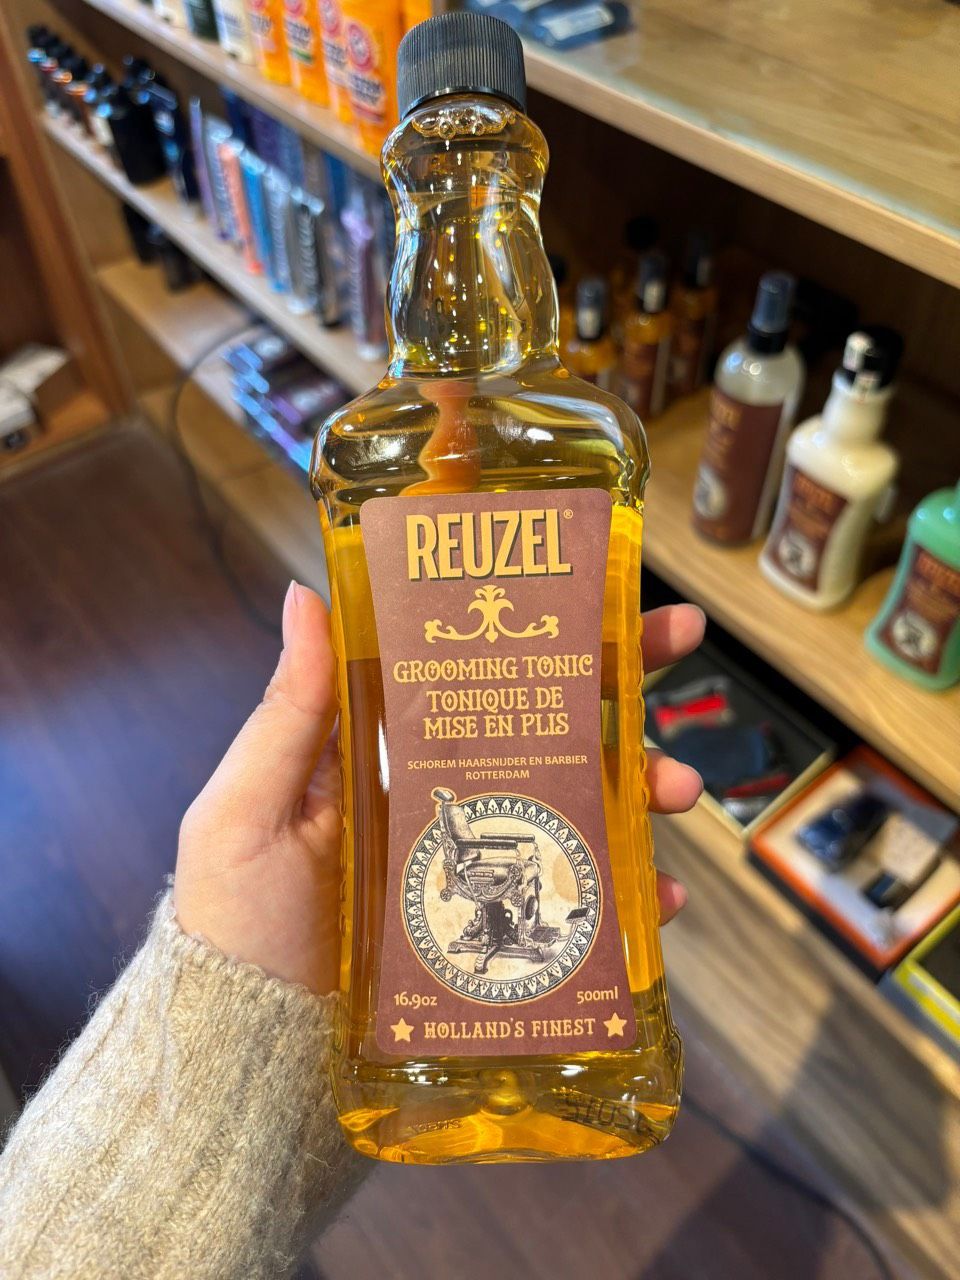 REUZEL®
GROOMING TONIC
TONIQUE DE
MISE EN PLIS
SCHOREM HAARSNIJDER EN BARBIER
ROTTERDAM
16.9oz 500ml
HOLLAND'S FINEST